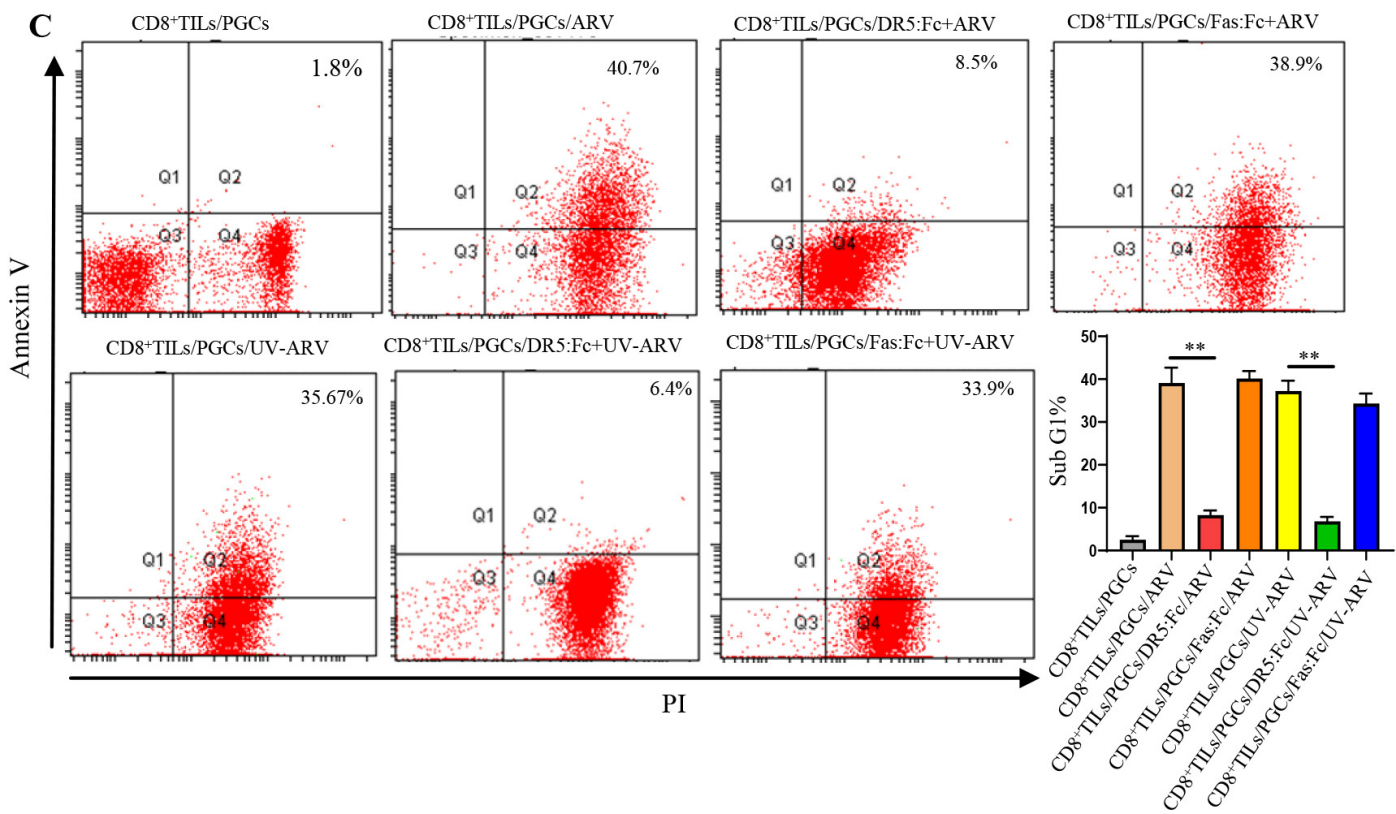 C
CD8⁺TILs/PGCs
CD8⁺TILs/PGCs/ARV
CD8⁺TILs/PGCs/DR5:Fc+ARV
CD8⁺TILs/PGCs/Fas:Fc+ARV
1.8%
40.7%
8.5%
38.9%
Q1 Q2
Q3 Q4
Q1 Q2
Q3 Q4
Q1 Q2
Q3 Q4
Q1 Q2
Q3 Q4
Annexin V
CD8⁺TILs/PGCs/UV-ARV
CD8⁺TILs/PGCs/DR5:Fc+UV-ARV
CD8⁺TILs/PGCs/Fas:Fc+UV-ARV
35.67%
6.4%
33.9%
Q1 Q2
Q3 Q4
Q1 Q2
Q3 Q4
Q1 Q2
Q3 Q4
PI
Sub G1%
50
40
30
20
10
0
**
**
CD8⁺TILs/PGCs
CD8⁺TILs/PGCs/ARV
CD8⁺TILs/PGCs/DR5:Fc/ARV
CD8⁺TILs/PGCs/Fas:Fc/ARV
CD8⁺TILs/PGCs/UV-ARV
CD8⁺TILs/PGCs/DR5:Fc/UV-ARV
CD8⁺TILs/PGCs/Fas:Fc/UV-ARV